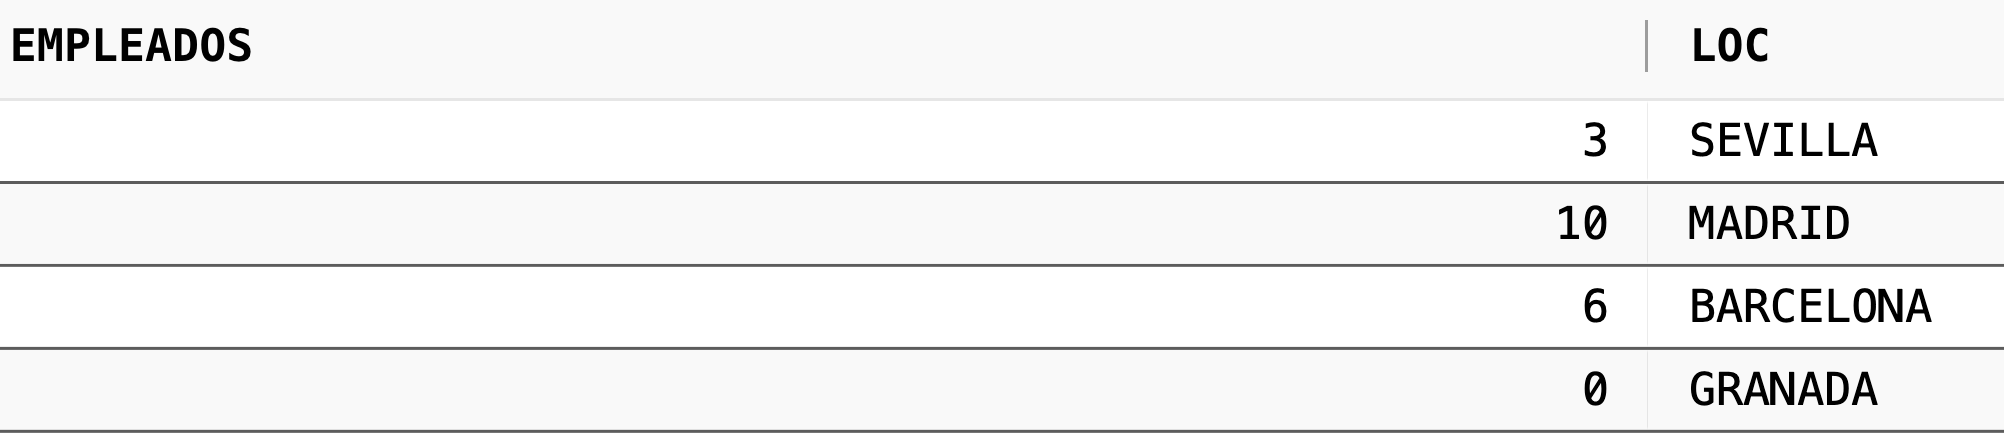 EMPLEADOS LOC
3 SEVILLA
10 MADRID
6 BARCELONA
0 GRANADA